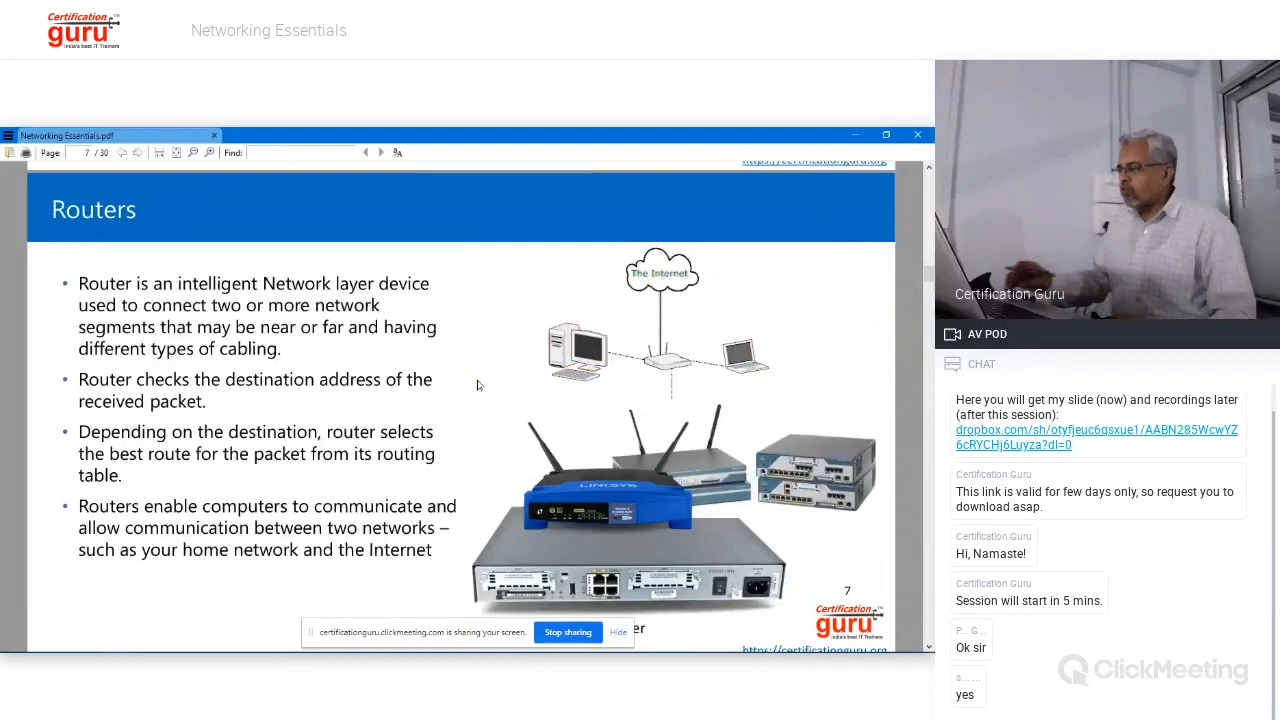 Certification
guru™
India's best IT Trainers
Networking Essentials
Networking Essentials.pdf
Page: 7 / 30 Find:
https://certificationguru.org
Routers
• Router is an intelligent Network layer device
used to connect two or more network
segments that may be near or far and having
different types of cabling.
• Router checks the destination address of the
received packet.
• Depending on the destination, router selects
the best route for the packet from its routing
table.
• Routers enable computers to communicate and
allow communication between two networks –
such as your home network and the Internet
The Internet
LINKSYS
7
Certification
guru™
India's best IT Trainers
certificationguru.clickmeeting.com is sharing your screen.
Stop sharing
Hide
er
https://certificationguru.org
Certification Guru
AV POD
CHAT
Here you will get my slide (now) and recordings later
(after this session):
dropbox.com/sh/otyfjeuc6qsxue1/AABN285WcwYZ
6cRYCHj6Luyza?dl=0
Certification Guru
This link is valid for few days only, so request you to
download asap.
Certification Guru
Hi, Namaste!
Certification Guru
Session will start in 5 mins.
P... G...
Ok sir
s... ...
yes
ClickMeeting